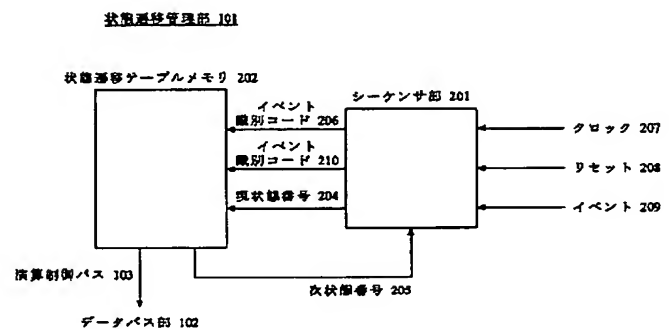 状態遷移管理部 101
状態遷移テーブルメモリ 202
シーケンサ部 201
イベント
識別コード 206
クロック 207
イベント
識別コード 210
リセット 208
現状態番号 204
イベント 209
演算制御パス 103
次状態番号 205
データパス部 102